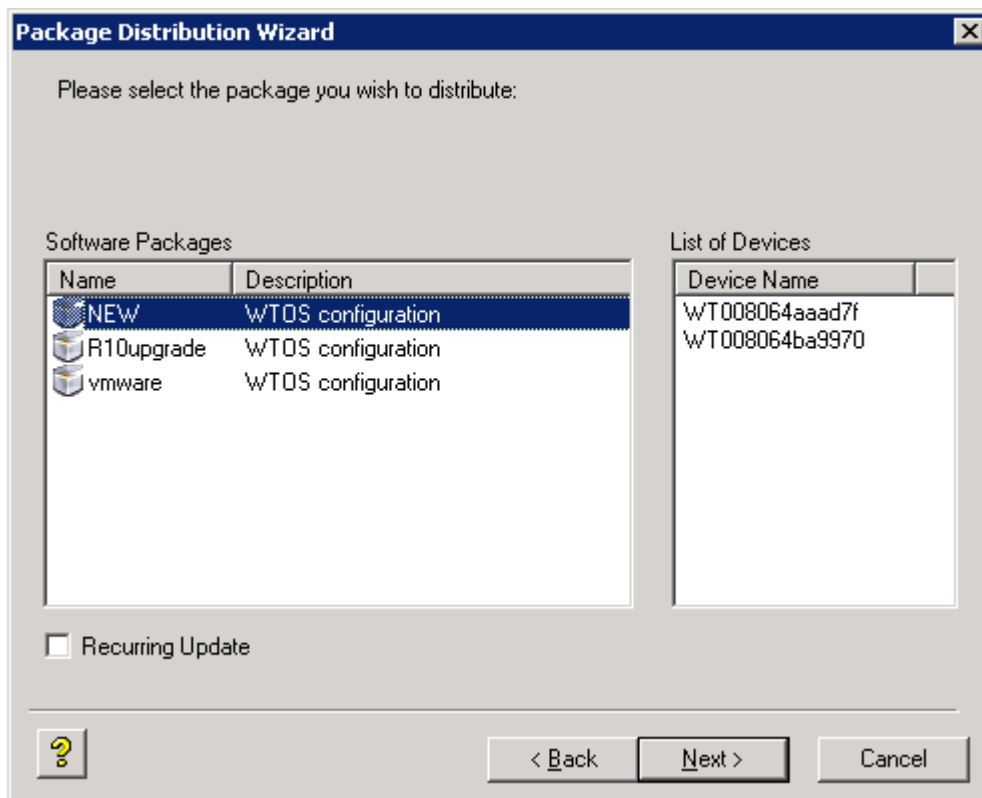 Package Distribution Wizard
Please select the package you wish to distribute:
Software Packages
List of Devices
Name Description
Device Name
NEW WTOS configuration
WT008064aaad7f
R10upgrade WTOS configuration
WT008064ba9970
vmware WTOS configuration
Recurring Update
?
< Back
Next >
Cancel